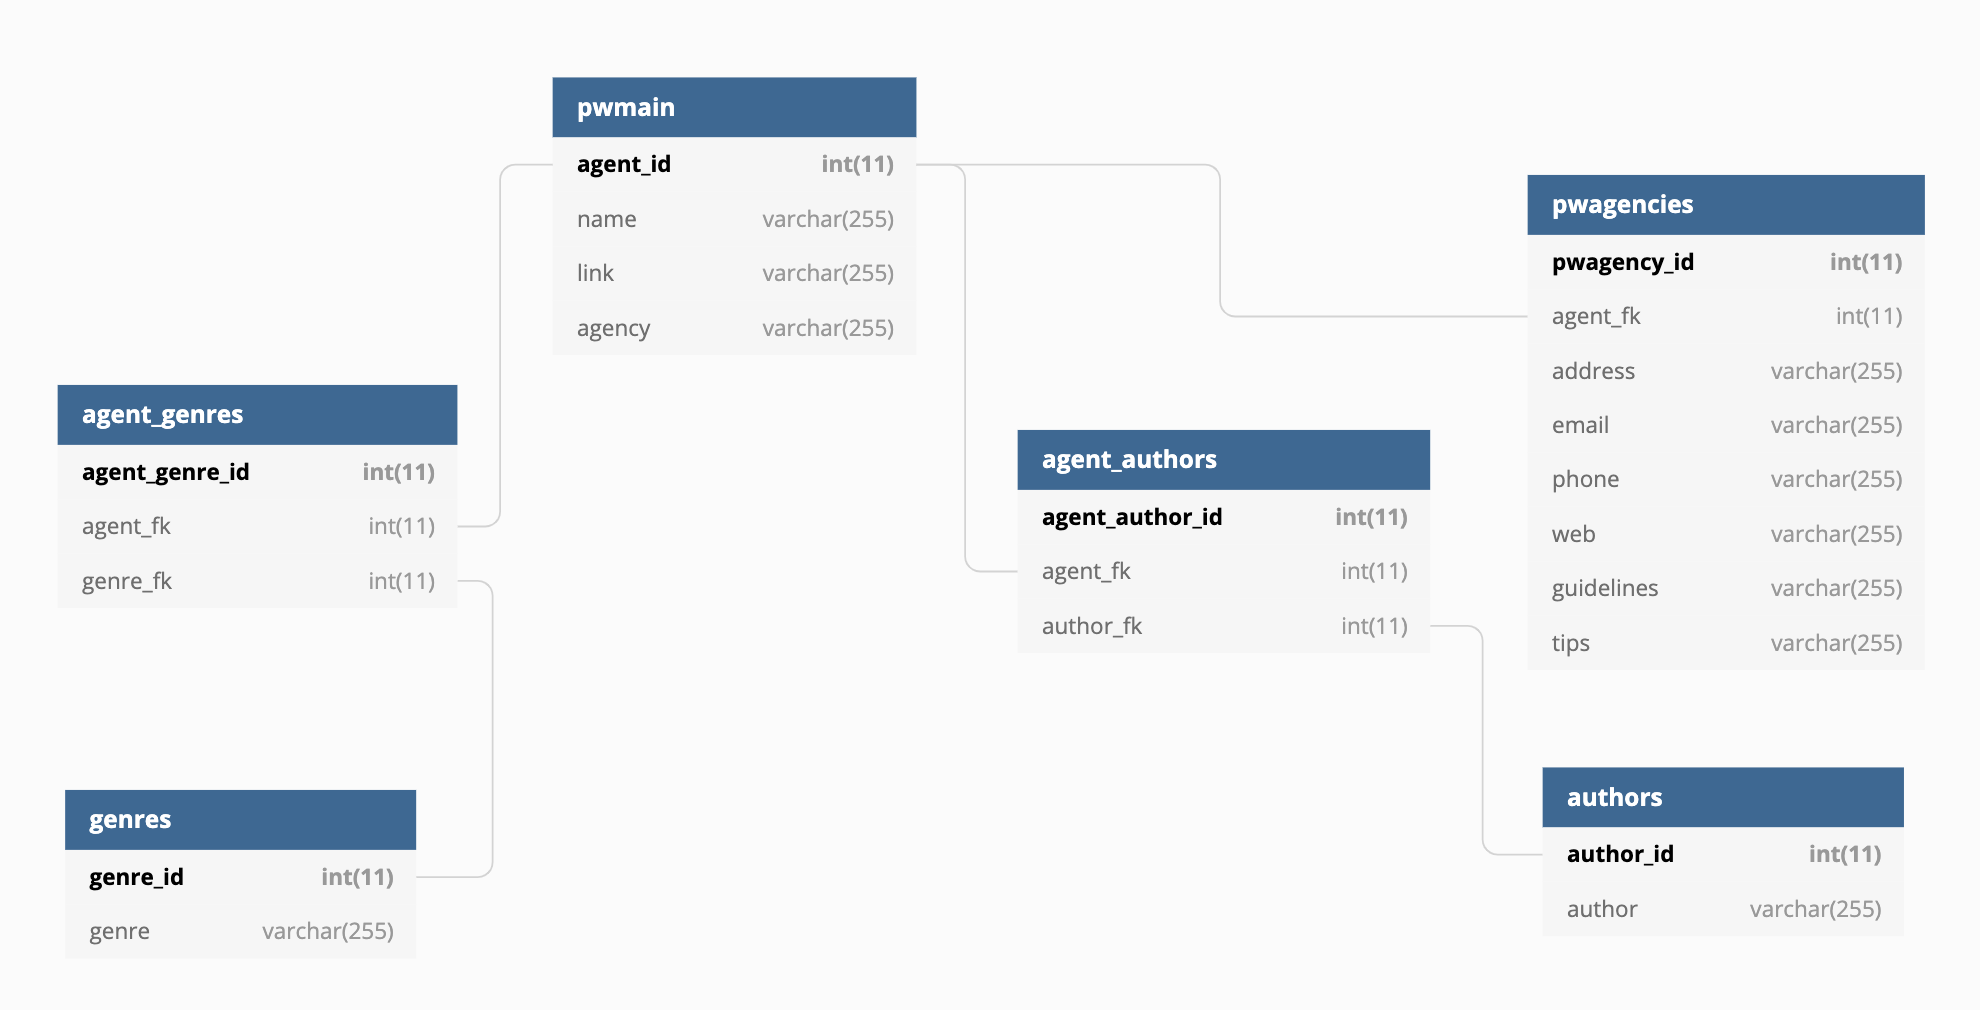 pwmain
agent_id int(11)
name varchar(255)
link varchar(255)
agency varchar(255)
pwagencies
pwagency_id int(11)
agent_fk int(11)
address varchar(255)
email varchar(255)
phone varchar(255)
web varchar(255)
guidelines varchar(255)
tips varchar(255)
agent_genres
agent_genre_id int(11)
agent_fk int(11)
genre_fk int(11)
agent_authors
agent_author_id int(11)
agent_fk int(11)
author_fk int(11)
genres
genre_id int(11)
genre varchar(255)
authors
author_id int(11)
author varchar(255)